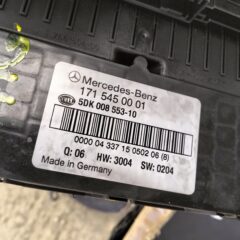 Mercedes-Benz
171 545 00 01
HELLA 5DK 008 553-10
0000 04 337 15 0502 06 (8)
Q: 06 HW: 3004 SW: 0204
Made in Germany